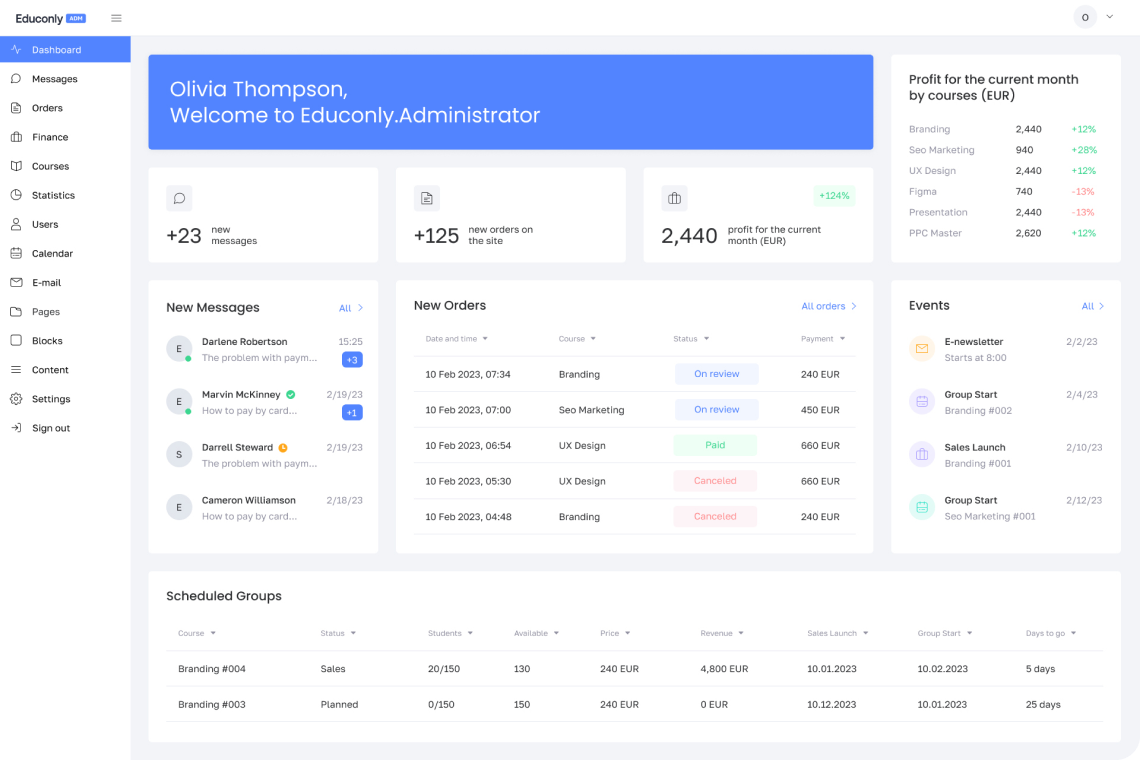 Educonly ADM
O
Dashboard
Messages
Orders
Finance
Courses
Statistics
Users
Calendar
E-mail
Pages
Blocks
Content
Settings
Sign out
Olivia Thompson,
Welcome to Educonly.Administrator
+23 new
messages
+125 new orders on
the site
+124%
2,440 profit for the current
month (EUR)
Profit for the current month
by courses (EUR)
Branding 2,440 +12%
Seo Marketing 940 +28%
UX Design 2,440 +12%
Figma 740 -13%
Presentation 2,440 -13%
PPC Master 2,620 +12%
New Messages All
E Darlene Robertson 15:25
The problem with paym... +3
E Marvin McKinney 2/19/23
How to pay by card... +1
S Darrell Steward 2/19/23
The problem with paym...
E Cameron Williamson 2/18/23
How to pay by card...
New Orders All orders
Date and time Course Status Payment
10 Feb 2023, 07:34 Branding On review 240 EUR
10 Feb 2023, 07:00 Seo Marketing On review 450 EUR
10 Feb 2023, 06:54 UX Design Paid 660 EUR
10 Feb 2023, 05:30 UX Design Canceled 660 EUR
10 Feb 2023, 04:48 Branding Canceled 240 EUR
Events All
E-newsletter 2/2/23
Starts at 8:00
Group Start 2/4/23
Branding #002
Sales Launch 2/10/23
Branding #001
Group Start 2/12/23
Seo Marketing #001
Scheduled Groups
Course Status Students Available Price Revenue Sales Launch Group Start Days to go
Branding #004 Sales 20/150 130 240 EUR 4,800 EUR 10.01.2023 10.02.2023 5 days
Branding #003 Planned 0/150 150 240 EUR 0 EUR 10.12.2023 10.01.2023 25 days